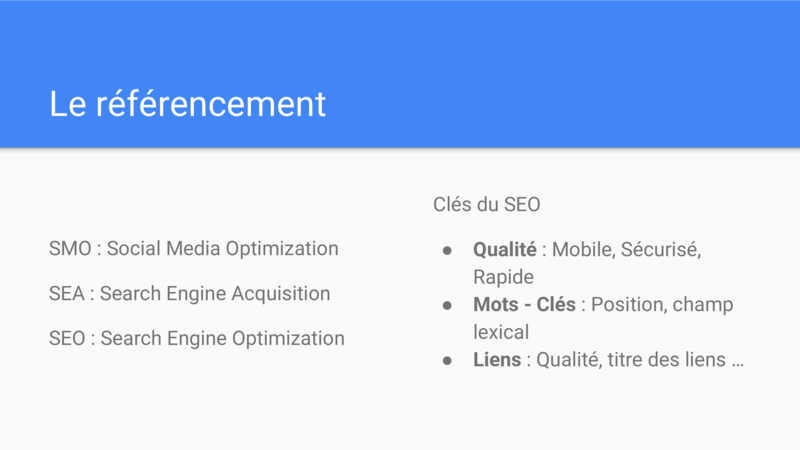 Le référencement
SMO : Social Media Optimization
SEA : Search Engine Acquisition
SEO : Search Engine Optimization
Clés du SEO
● Qualité : Mobile, Sécurisé,
Rapide
● Mots - Clés : Position, champ
lexical
● Liens : Qualité, titre des liens ...